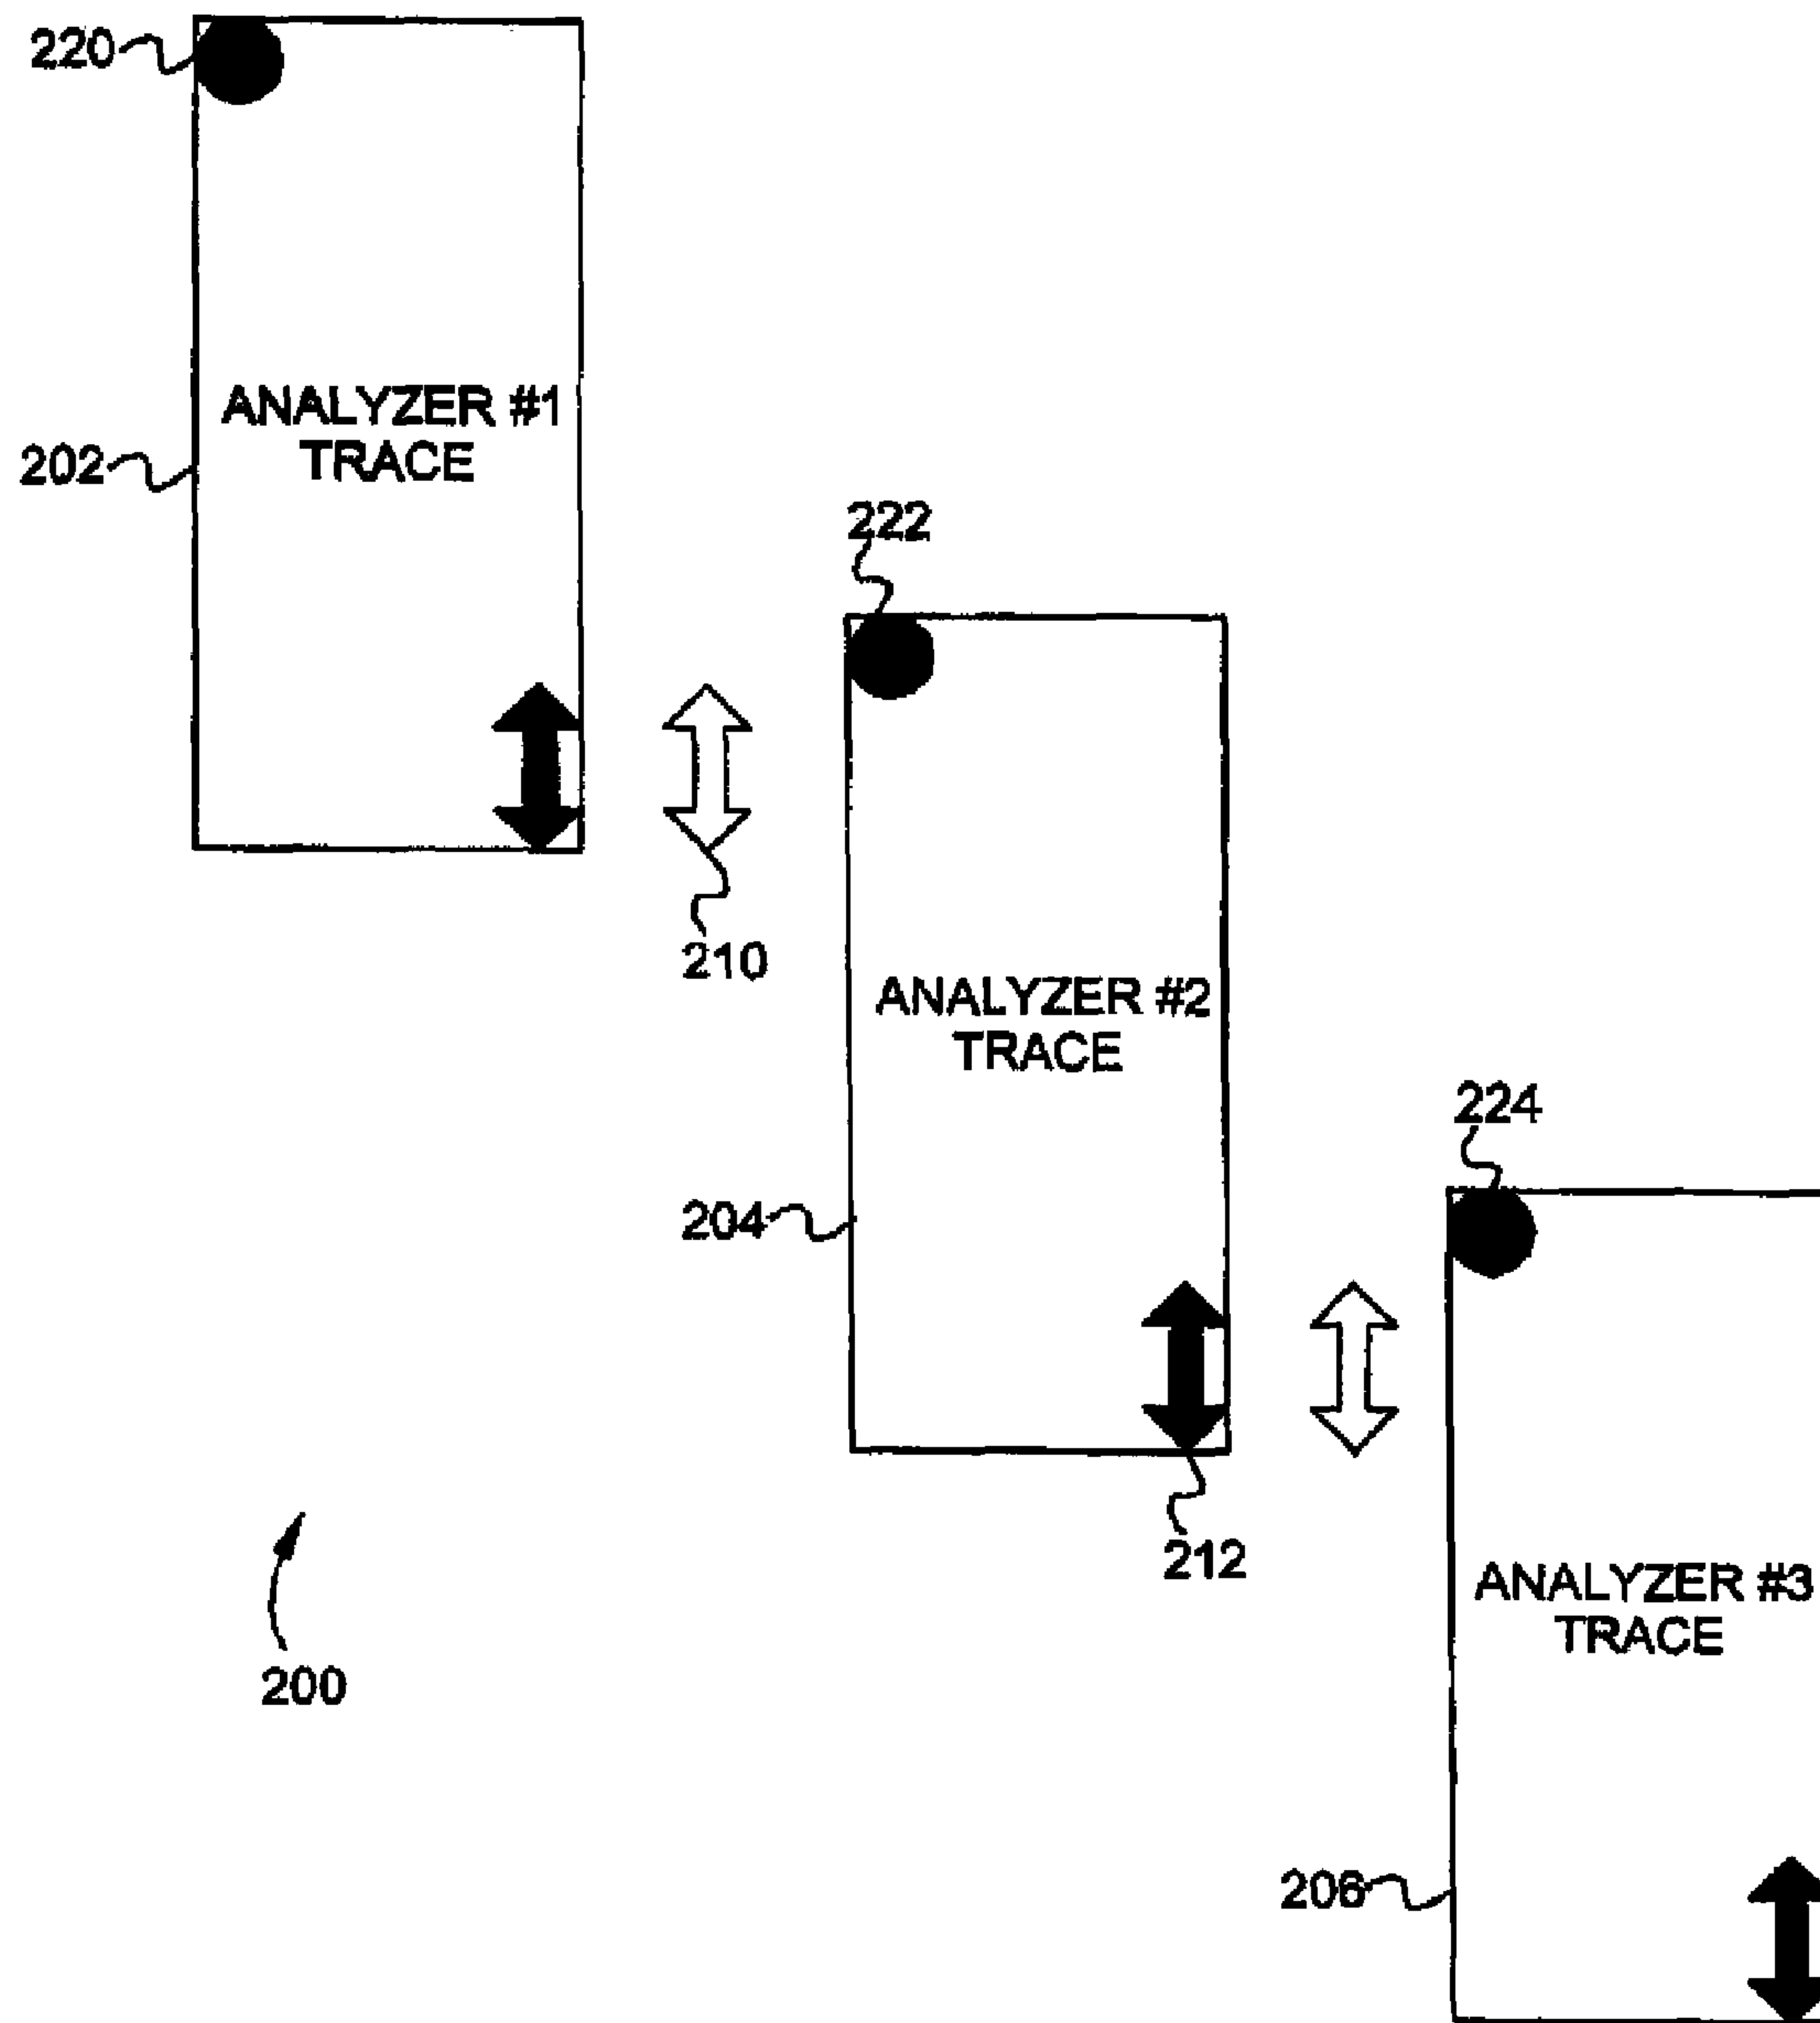 220
ANALYZER #1
TRACE
202
222
210
ANALYZER #2
TRACE
224
204
212
ANALYZER #3
TRACE
200
206